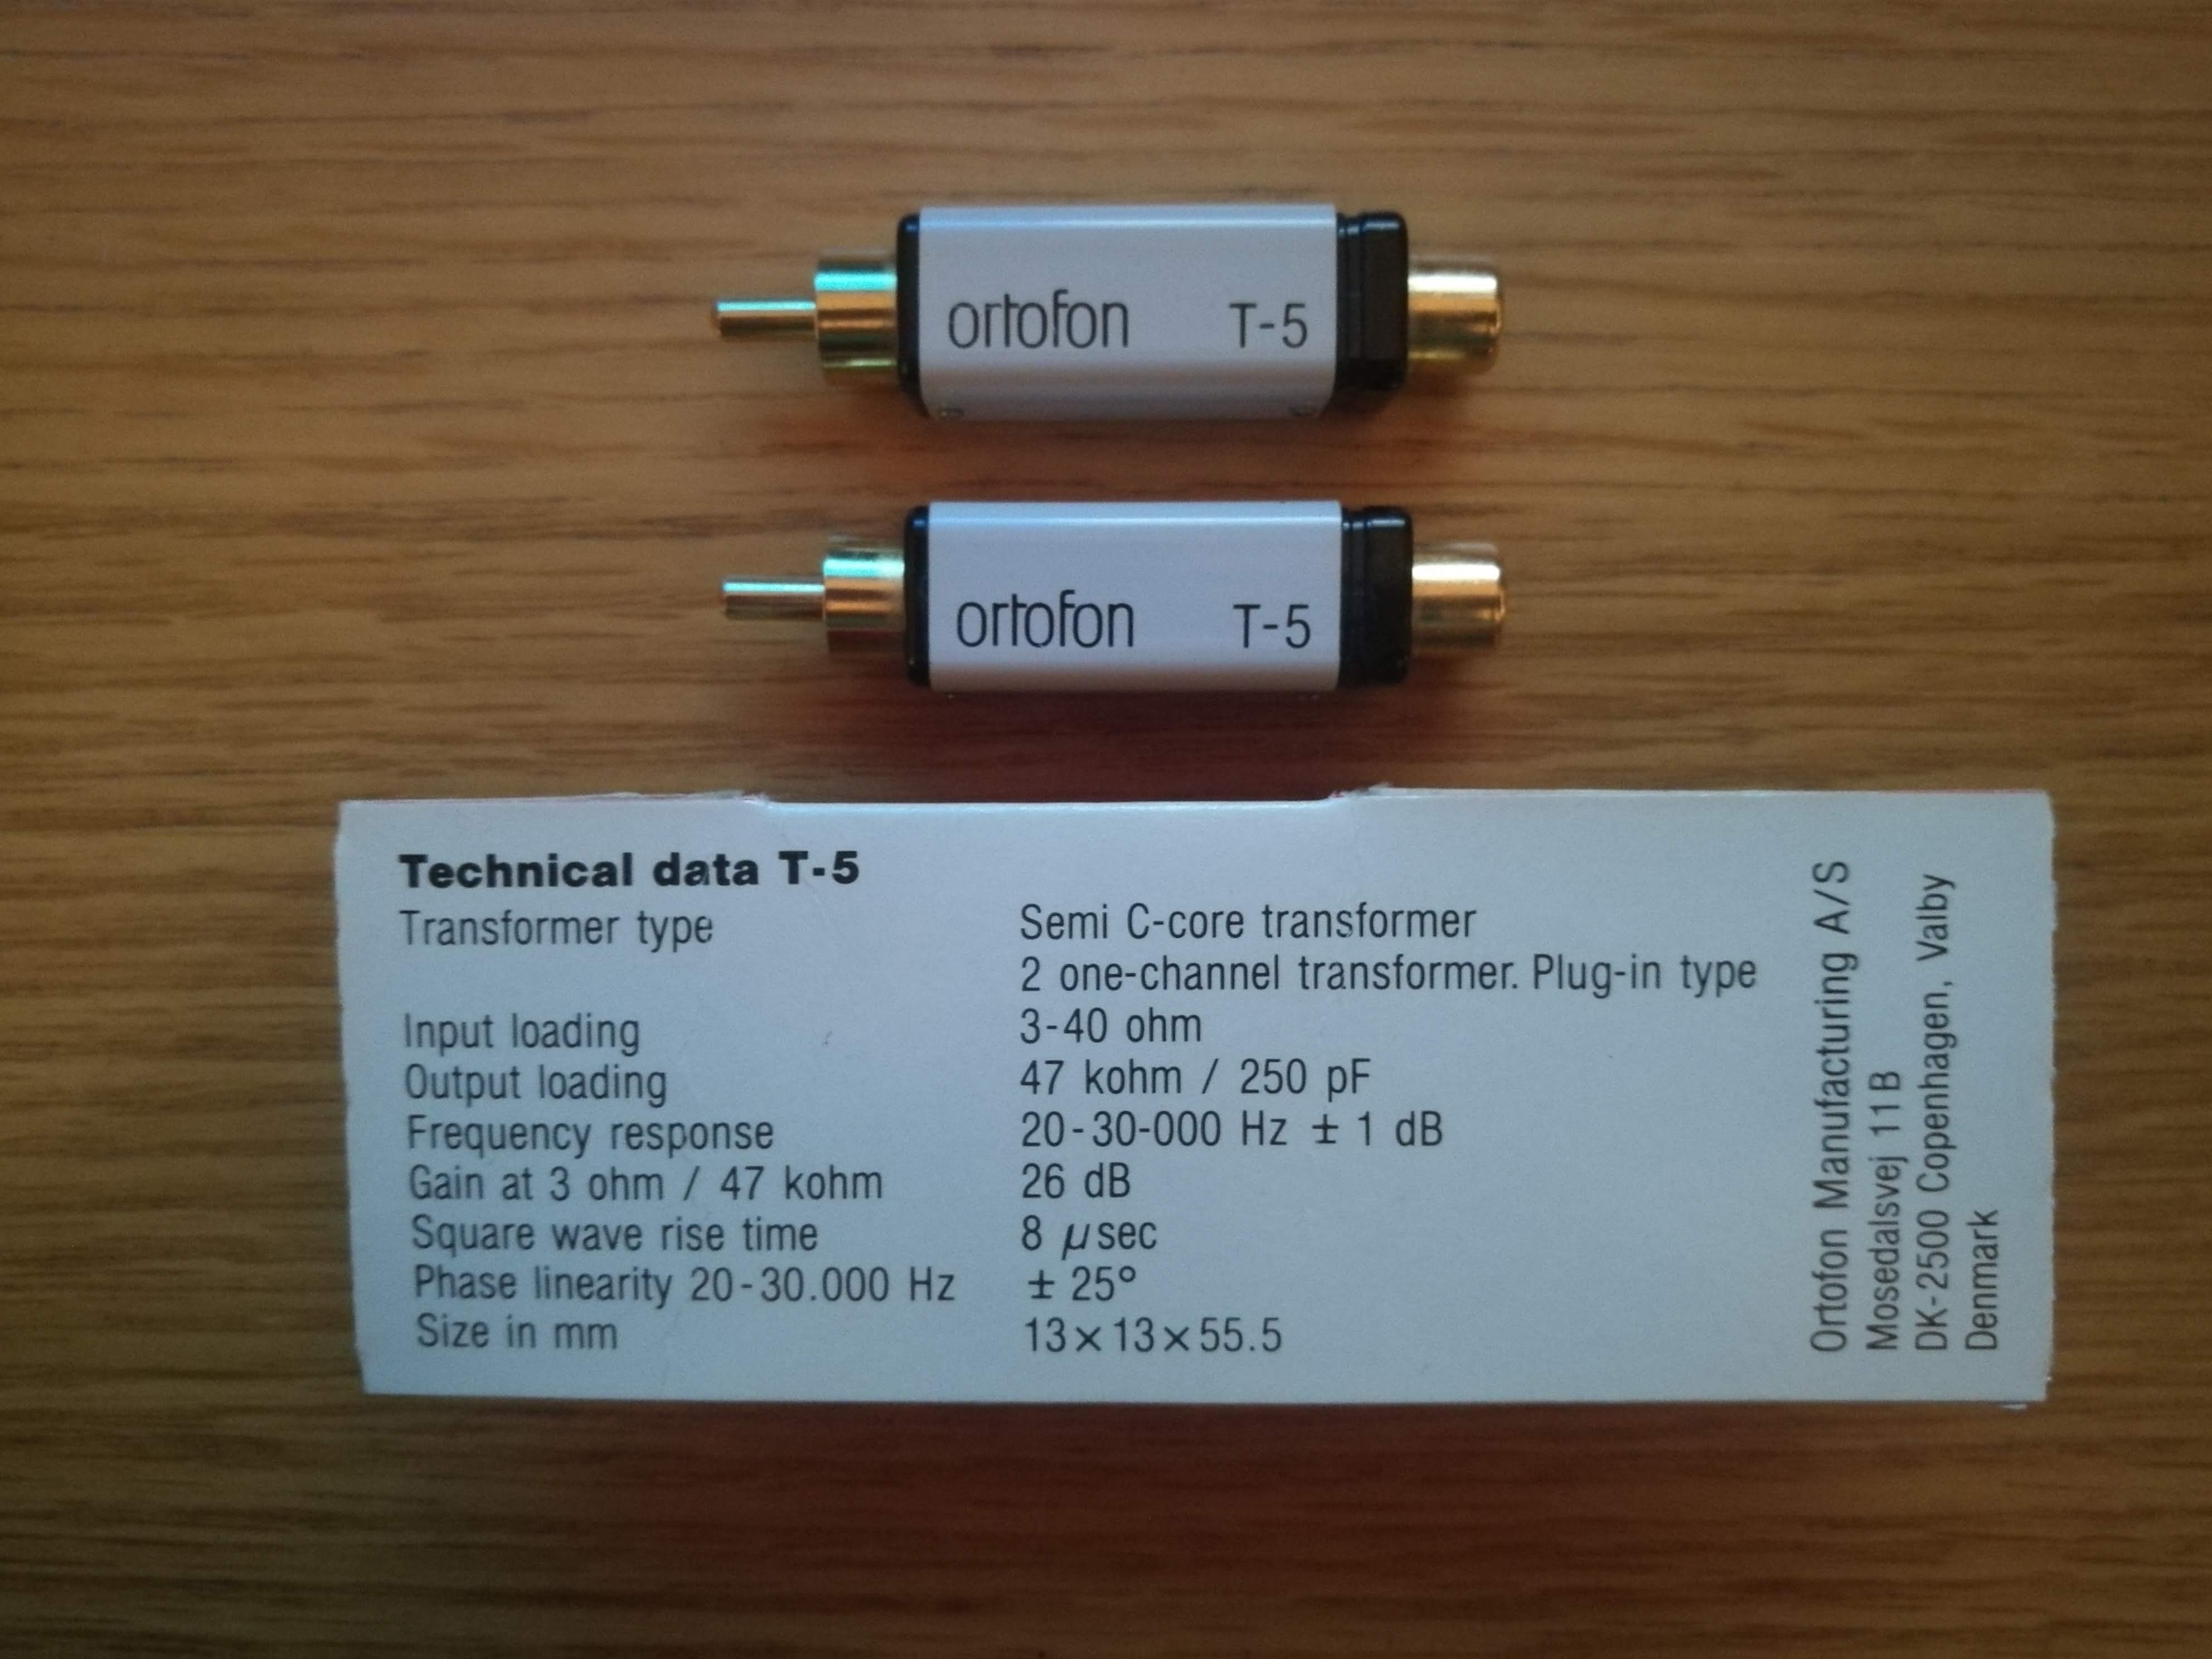 ortofon T-5
ortofon T-5
Technical data T-5
Transformer type Semi C-core transformer
2 one-channel transformer. Plug-in type
Input loading 3-40 ohm
Output loading 47 kohm / 250 pF
Frequency response 20-30-000 Hz ± 1 dB
Gain at 3 ohm / 47 kohm 26 dB
Square wave rise time 8 μsec
Phase linearity 20-30.000 Hz ± 25°
Size in mm 13×13×55.5
Ortofon Manufacturing A/S
Mosedalsvej 11B
DK-2500 Copenhagen, Valby
Denmark